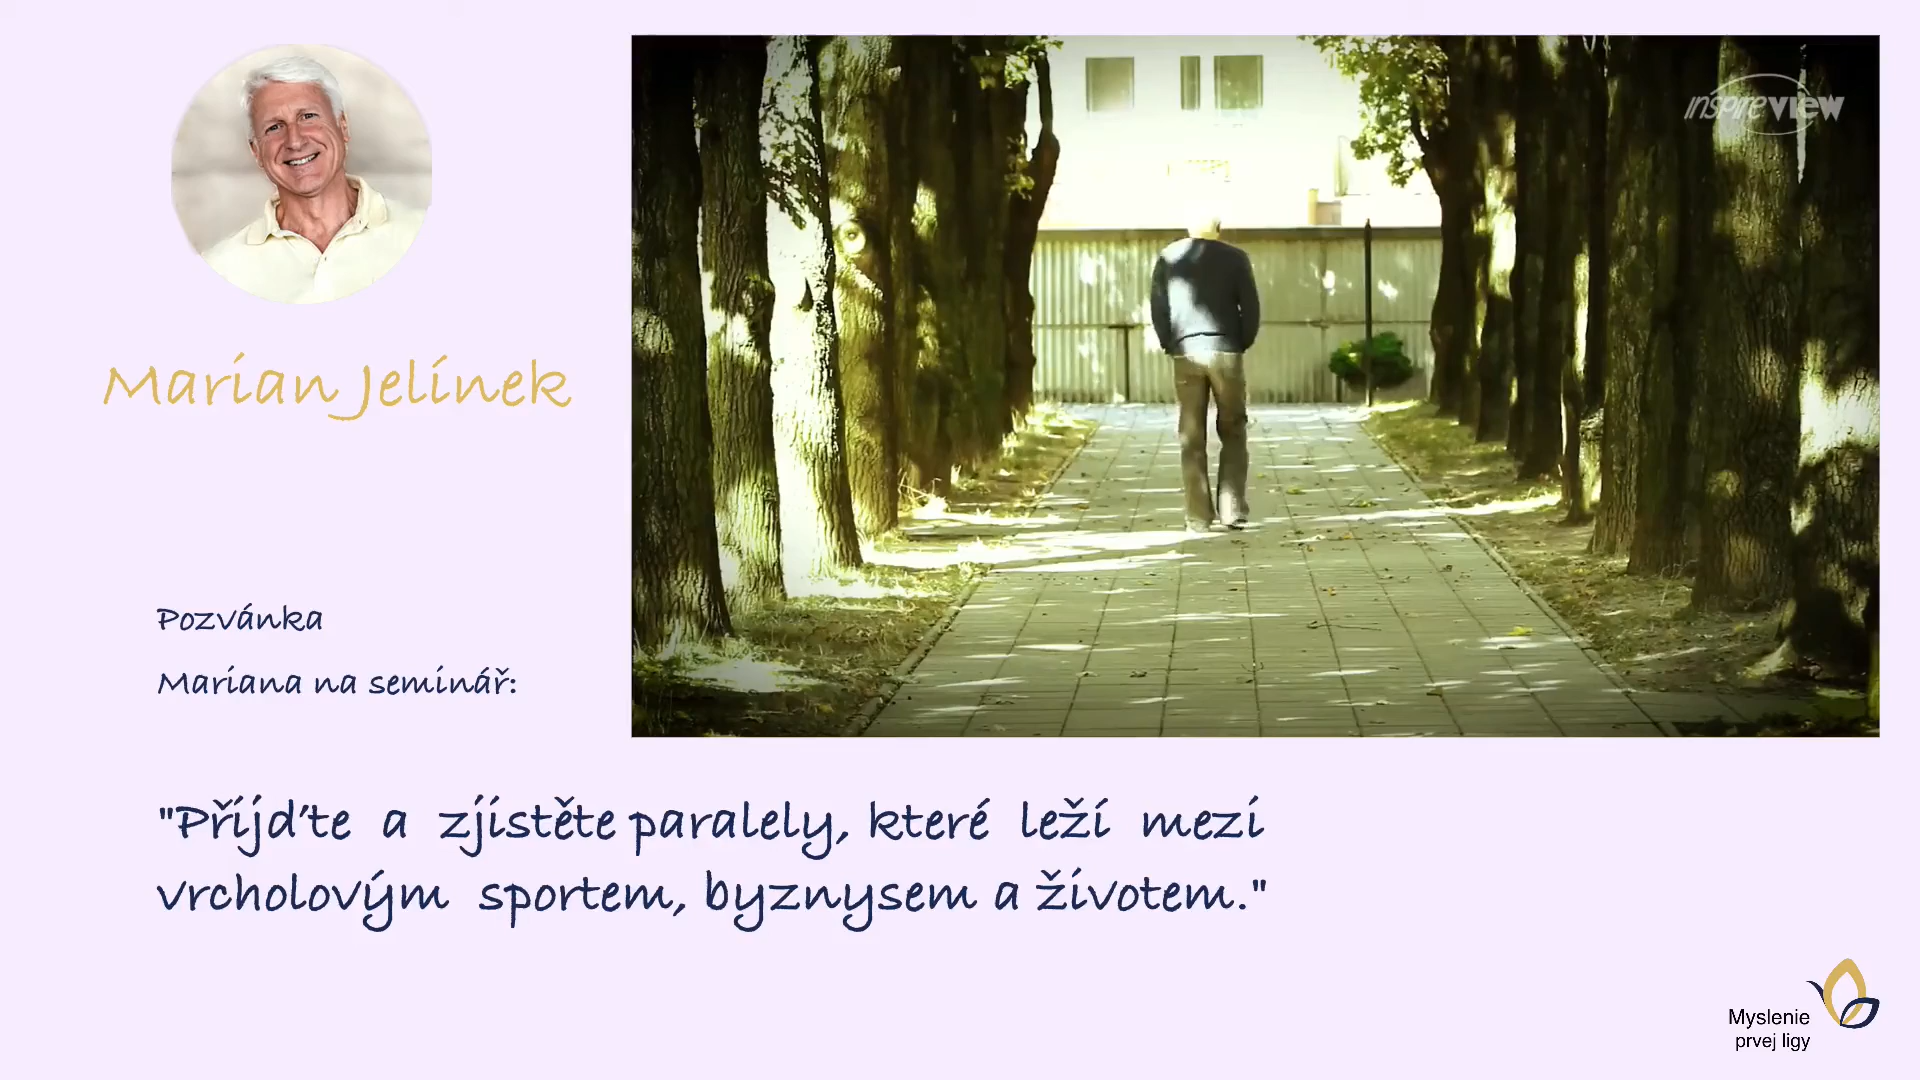 inspireview
Marian Jelínek
Pozvánka
Mariana na seminář:
"Přijďte a zjistěte paralely, které leží mezi
vrcholovým sportem, byznysem a životem."
Myslenie
prvej ligy